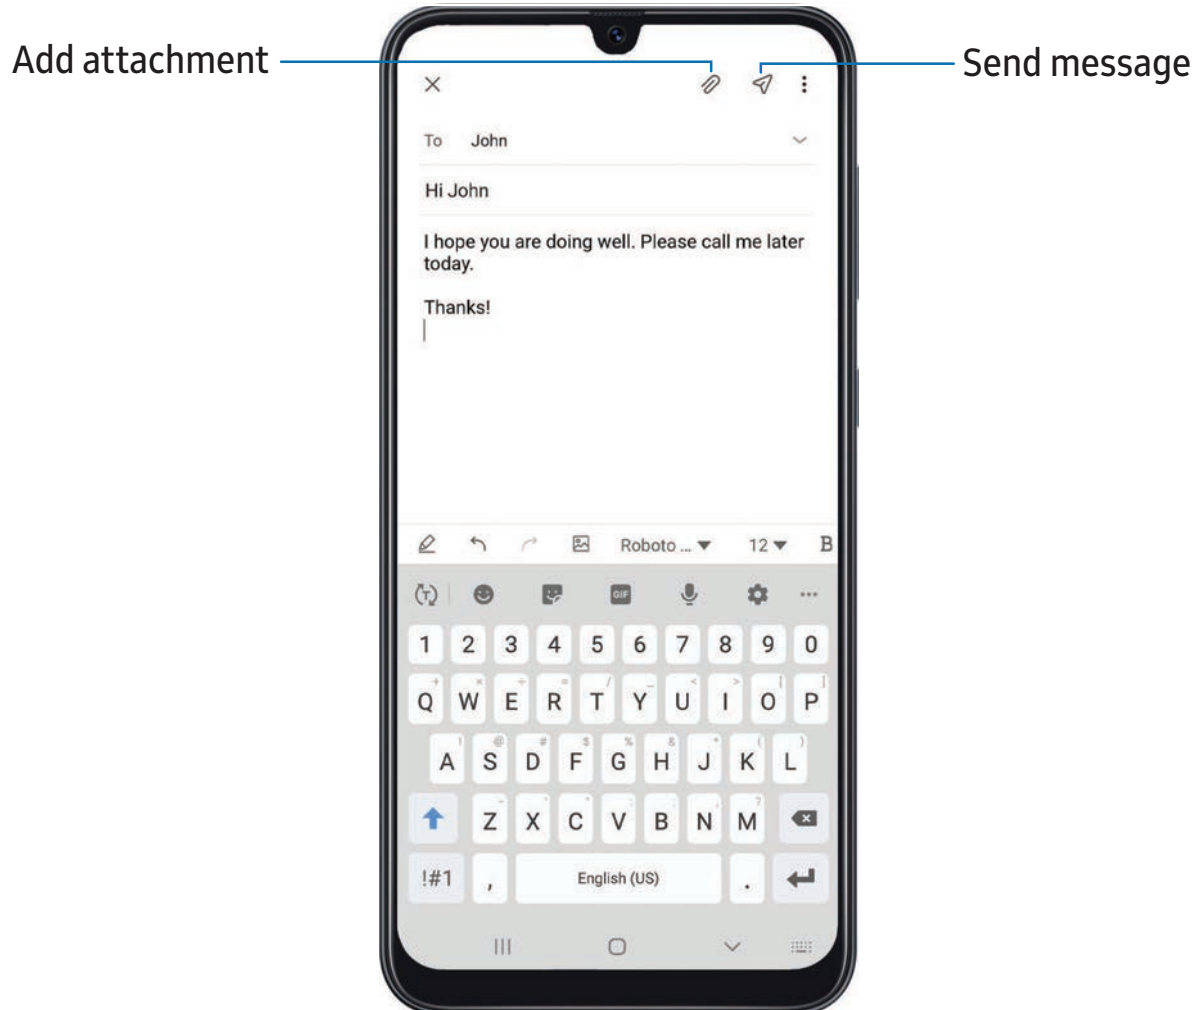 Add attachment
Send message
To John
Hi John
I hope you are doing well. Please call me later
today.
Thanks!
Roboto ... 12 B
T GIF
1 2 3 4 5 6 7 8 9 0
Q W E R T Y U I O P
A S D F G H J K L
Z X C V B N M
!#1 , English (US) .